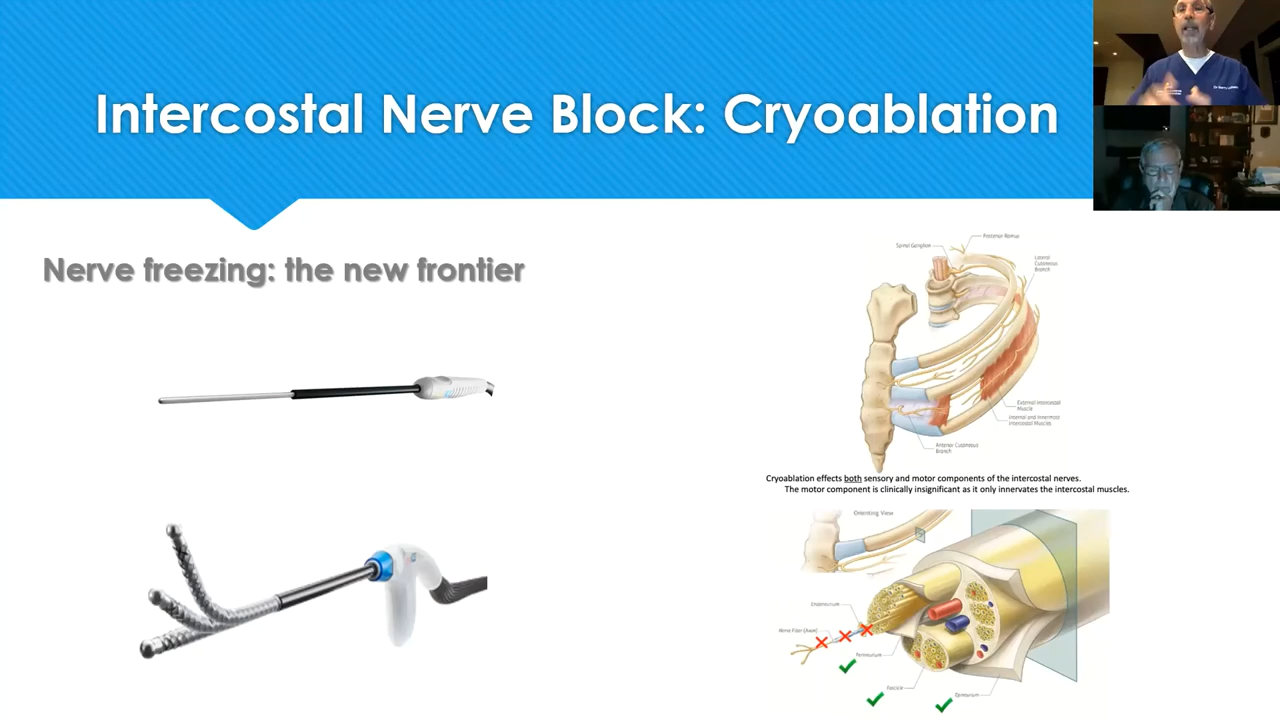 Intercostal Nerve Block: Cryoablation
Nerve freezing: the new frontier
Posterior Ramus
Spinal Ganglion
Lateral
Cutaneous
Branch
External Intercostal
Muscle
Internal and Innermost
Intercostal Muscles
Anterior Cutaneous
Branch
Cryoablation effects both sensory and motor components of the intercostal nerves.
The motor component is clinically insignificant as it only innervates the intercostal muscles.
Orienting View
Endoneurium
Nerve Fiber (Axon)
Perineurium
Fascicle
Epineurium